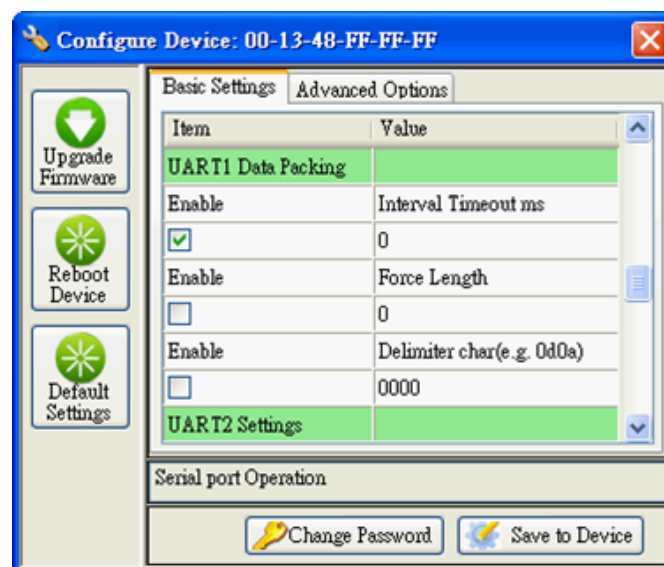 Configure Device: 00-13-48-FF-FF-FF
Upgrade
Firmware
Reboot
Device
Default
Settings
Basic Settings Advanced Options
Item Value
UART1 Data Packing
Enable Interval Timeout ms
0
Enable Force Length
0
Enable Delimiter char(e.g. 0d0a)
0000
UART2 Settings
Serial port Operation
Change Password Save to Device